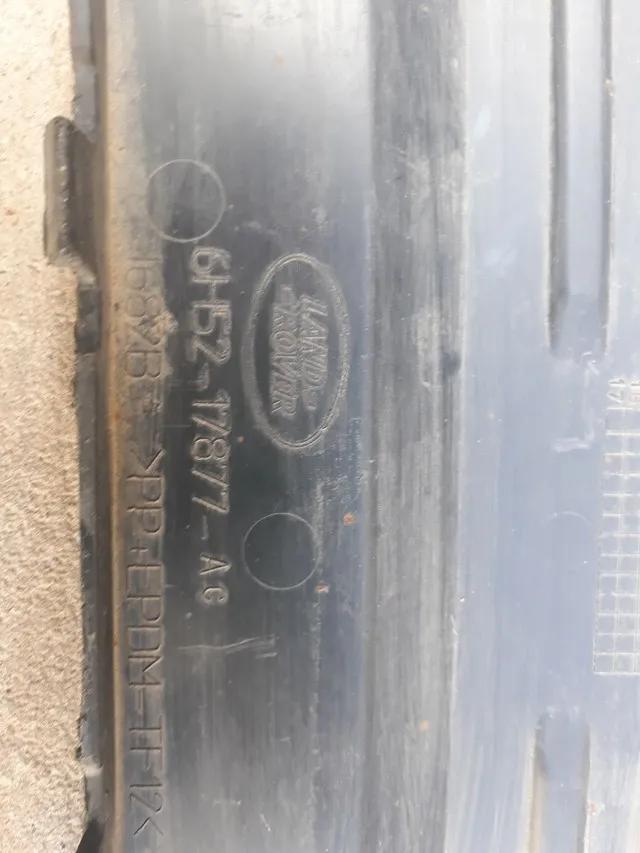 LAND
ROVER
6H52-17877-AC
>PP+EPDM-TF12<